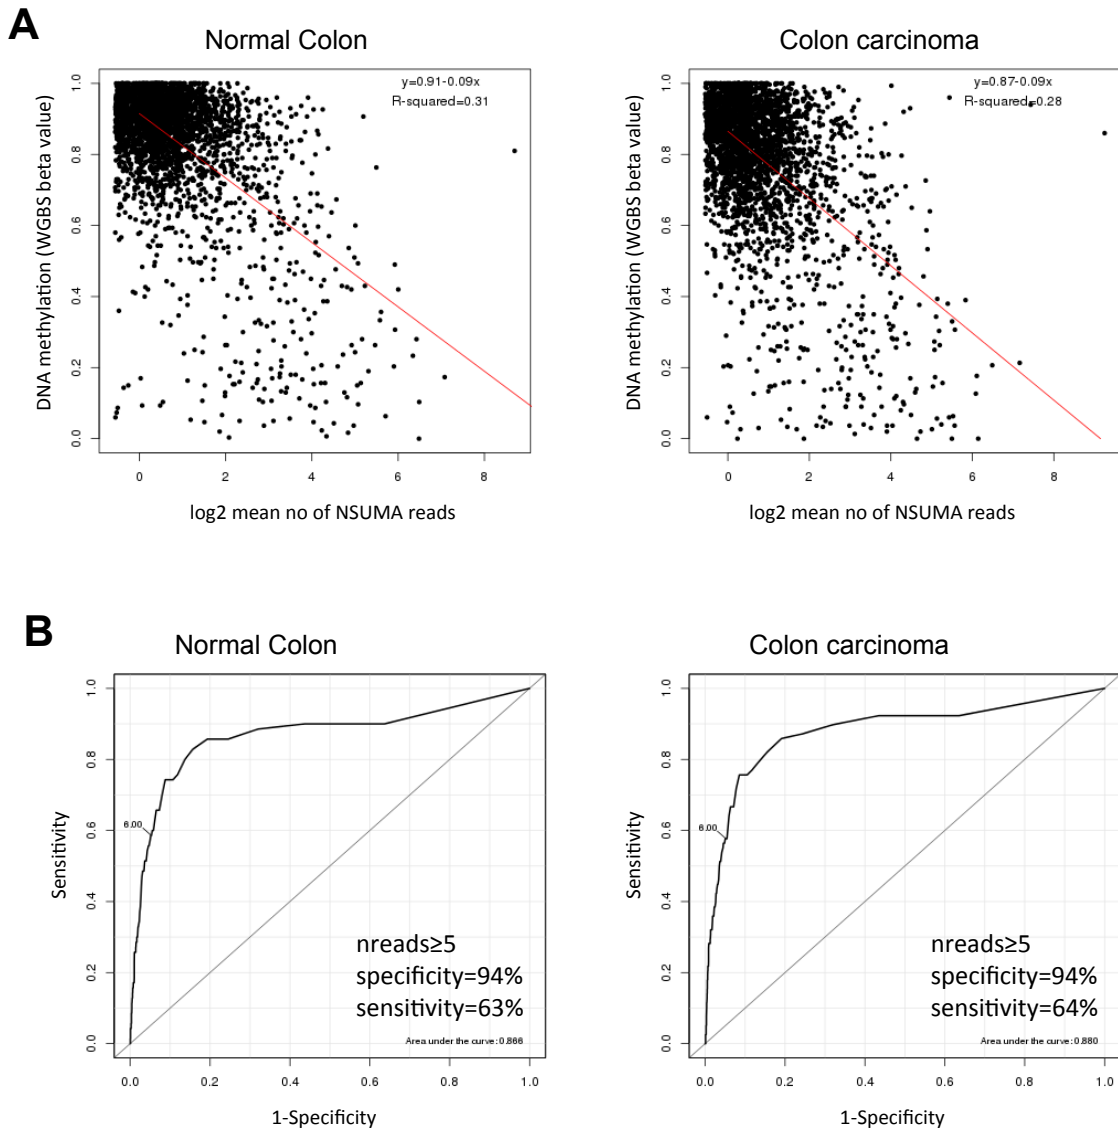 A
Normal Colon
Colon carcinoma
y=0.91-0.09x
R-squared=0.31
DNA methylation (WGBS beta value)
1.0
0.8
0.6
0.4
0.2
0.0
0 2 4 6 8
log2 mean no of NSUMA reads
y=0.87-0.09x
R-squared=0.28
DNA methylation (WGBS beta value)
1.0
0.8
0.6
0.4
0.2
0.0
0 2 4 6 8
log2 mean no of NSUMA reads
B
Normal Colon
Colon carcinoma
Sensitivity
1.0
0.8
0.6
0.4
0.2
0.0
6.00
nreads≥5
specificity=94%
sensitivity=63%
Area under the curve: 0.866
0.0 0.2 0.4 0.6 0.8 1.0
1-Specificity
Sensitivity
1.0
0.8
0.6
0.4
0.2
0.0
6.00
nreads≥5
specificity=94%
sensitivity=64%
Area under the curve: 0.880
0.0 0.2 0.4 0.6 0.8 1.0
1-Specificity